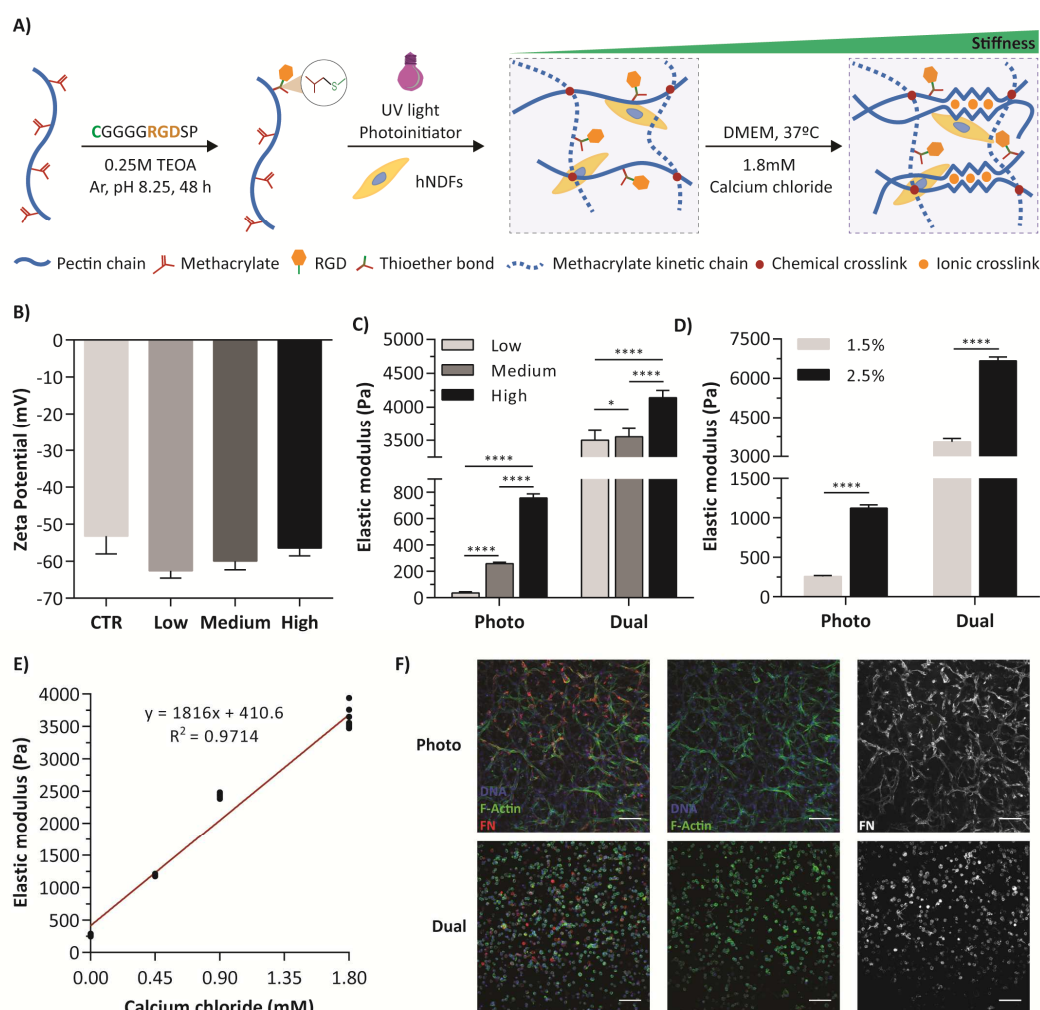 A)
Stiffness
CGGGGRGDSP
0.25M TEOA
Ar, pH 8.25, 48 h
S
UV light
Photoinitiator
hNDFs
DMEM, 37ºC
1.8mM
Calcium chloride
Pectin chain Methacrylate RGD Thioether bond Methacrylate kinetic chain Chemical crosslink Ionic crosslink
B)
Zeta Potential (mV)
0
-10
-20
-30
-40
-50
-60
-70
CTR Low Medium High
C)
Elastic modulus (Pa)
5000
4500
4000
3500
800
600
400
200
0
Low
Medium
High
****
****
*
****
****
****
****
Photo Dual
D)
Elastic modulus (Pa)
6750
7500
6000
4500
3000
1500
1000
500
0
1.5%
2.5%
****
****
Photo Dual
E)
Elastic modulus (Pa)
4000
3500
3000
2500
2000
1500
1000
500
0
y = 1816x + 410.6
R² = 0.9714
0.00 0.45 0.90 1.35 1.80
Calcium chloride (mM)
F)
Photo
DNA
F-Actin
FN
DNA
F-Actin
FN
Dual